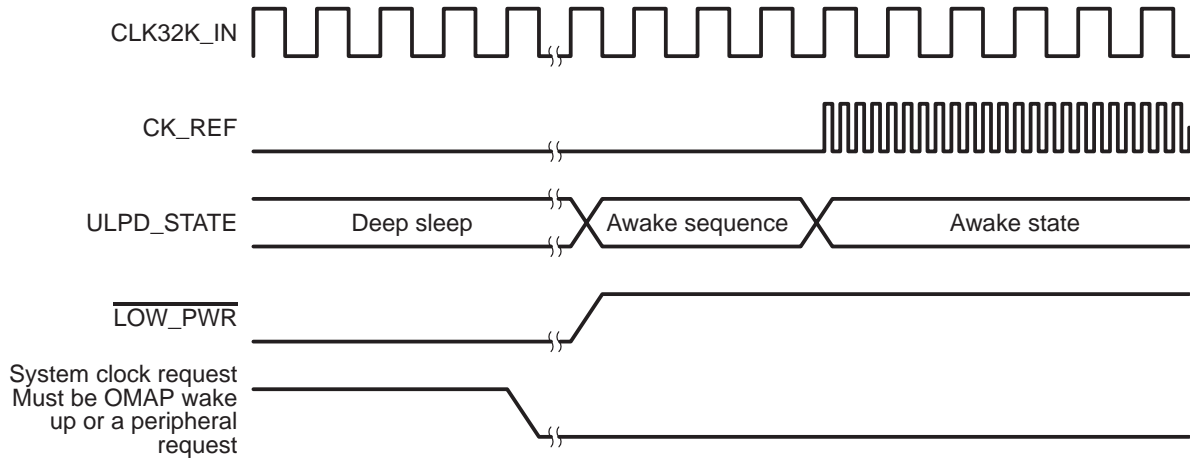 CLK32K_IN
CK_REF
ULPD_STATE
Deep sleep
Awake sequence
Awake state
LOW_PWR
System clock request
Must be OMAP wake
up or a peripheral
request